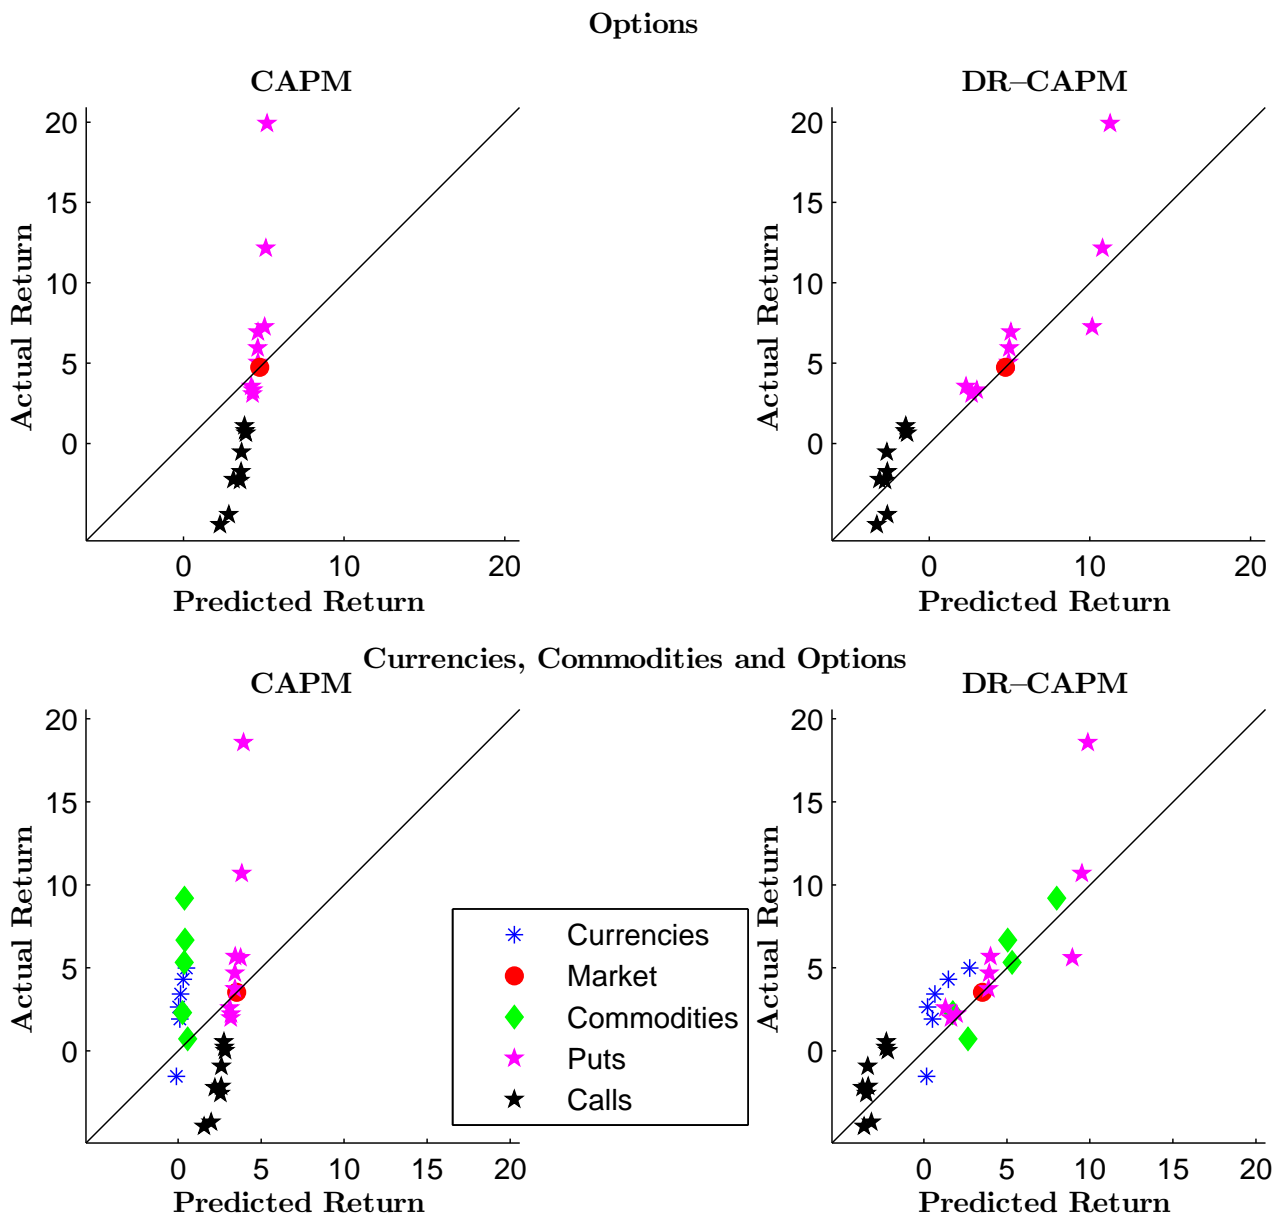 Options
CAPM
DR–CAPM
20
15
10
5
0
Actual Return
0 10 20
Predicted Return
20
15
10
5
0
Actual Return
0 10 20
Predicted Return
Currencies, Commodities and Options
CAPM
DR–CAPM
20
15
10
5
0
Actual Return
0 5 10 15 20
Predicted Return
Currencies
Market
Commodities
Puts
Calls
20
15
10
5
0
Actual Return
0 5 10 15 20
Predicted Return